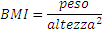 BMI = peso / altezza²